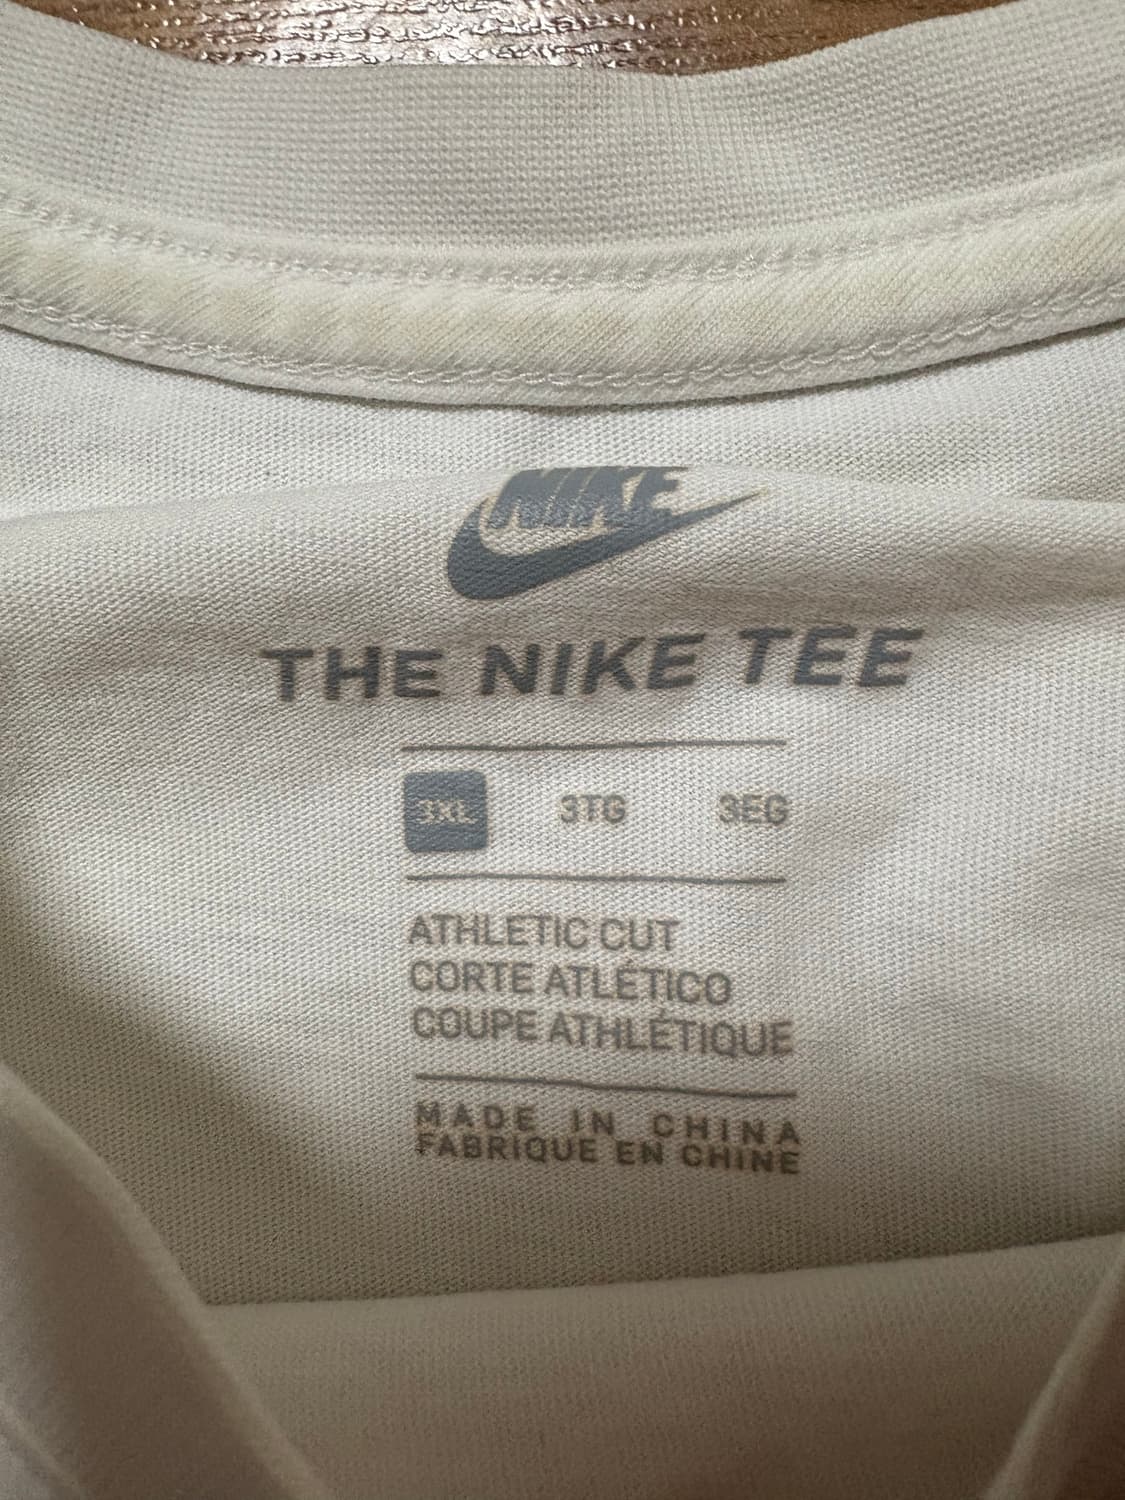 NIKE
THE NIKE TEE
3XL 3TG 3EG
ATHLETIC CUT
CORTE ATLÉTICO
COUPE ATHLÉTIQUE
MADE IN CHINA
FABRIQUE EN CHINE